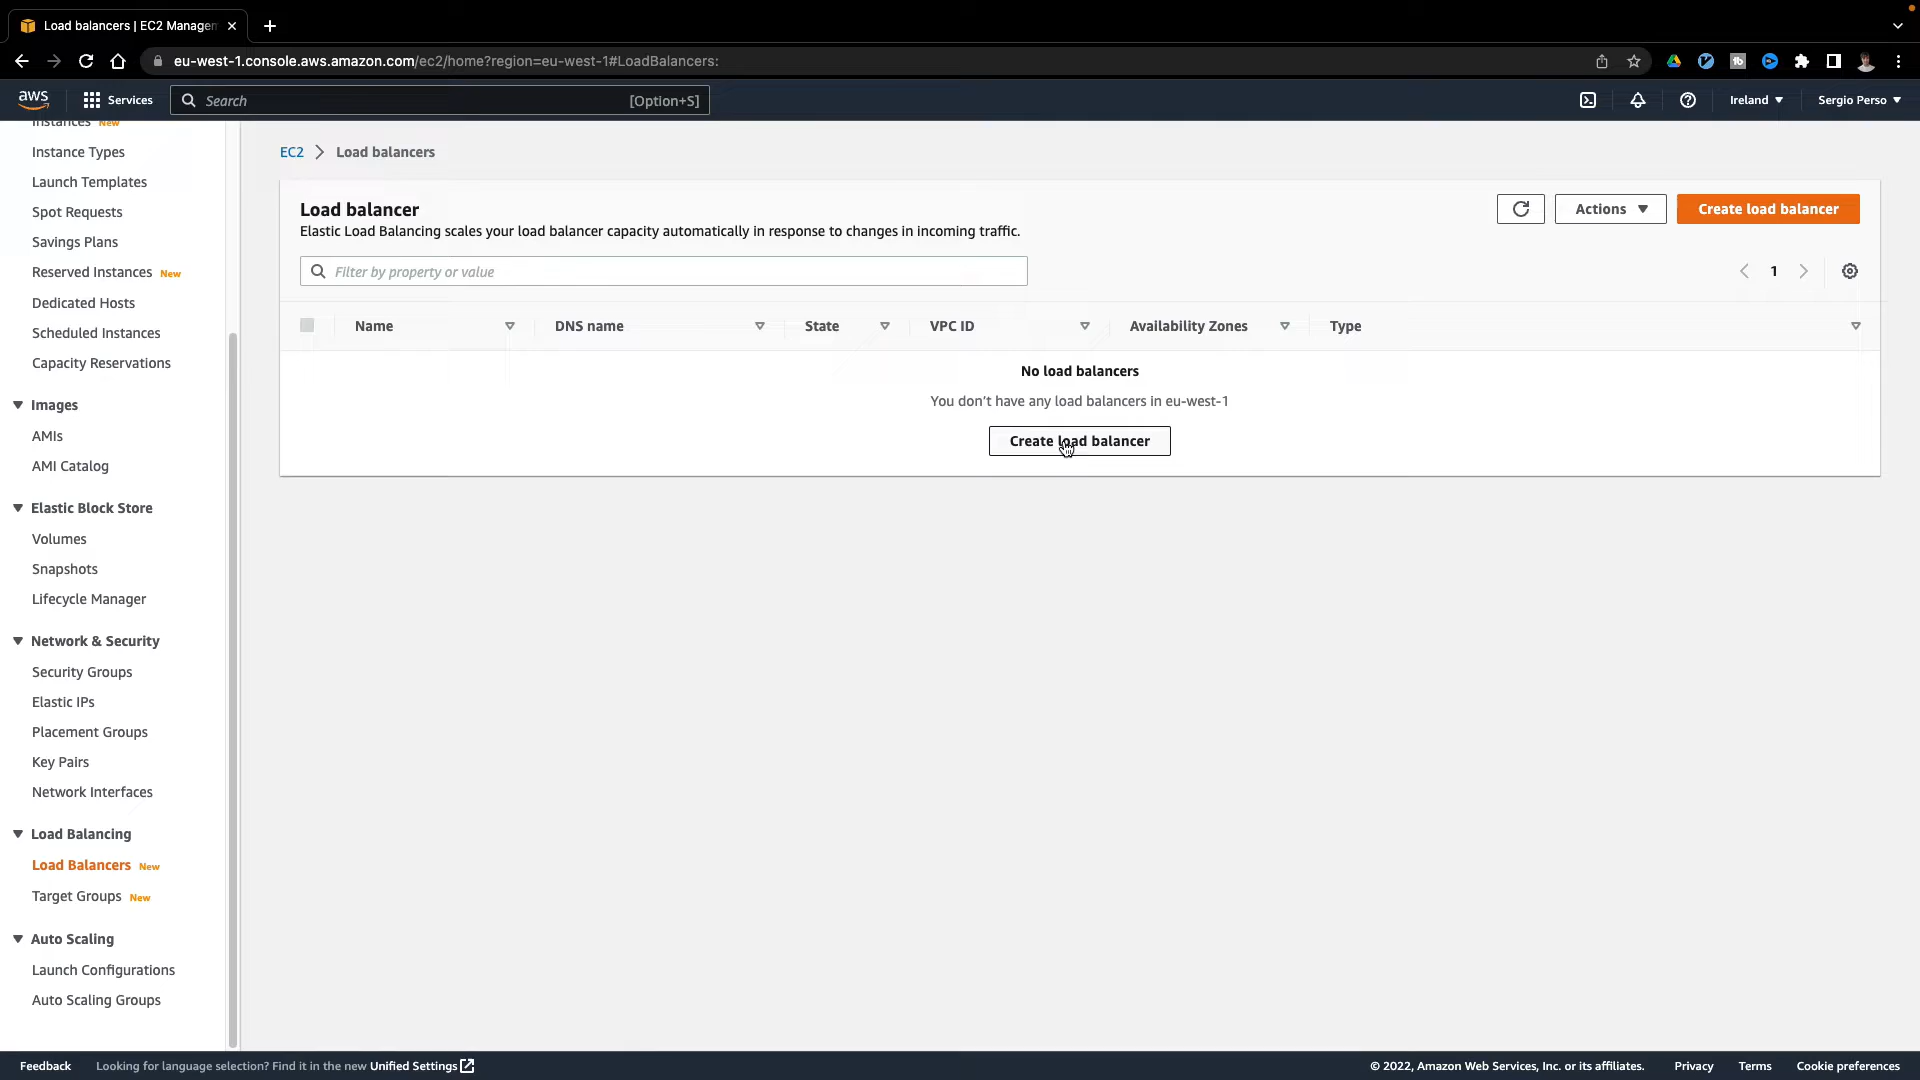 Load balancers | EC2 Managem
eu-west-1.console.aws.amazon.com/ec2/home?region=eu-west-1#LoadBalancers:
aws
Services
Search
[Option+S]
Ireland
Sergio Perso
Instances New
Instance Types
Launch Templates
Spot Requests
Savings Plans
Reserved Instances New
Dedicated Hosts
Scheduled Instances
Capacity Reservations
Images
AMIs
AMI Catalog
Elastic Block Store
Volumes
Snapshots
Lifecycle Manager
Network & Security
Security Groups
Elastic IPs
Placement Groups
Key Pairs
Network Interfaces
Load Balancing
Load Balancers New
Target Groups New
Auto Scaling
Launch Configurations
Auto Scaling Groups
EC2 > Load balancers
Load balancer
Elastic Load Balancing scales your load balancer capacity automatically in response to changes in incoming traffic.
Actions
Create load balancer
Filter by property or value
1
Name
DNS name
State
VPC ID
Availability Zones
Type
No load balancers
You don’t have any load balancers in eu-west-1
Create load balancer
Feedback
Looking for language selection? Find it in the new Unified Settings
© 2022, Amazon Web Services, Inc. or its affiliates.
Privacy
Terms
Cookie preferences